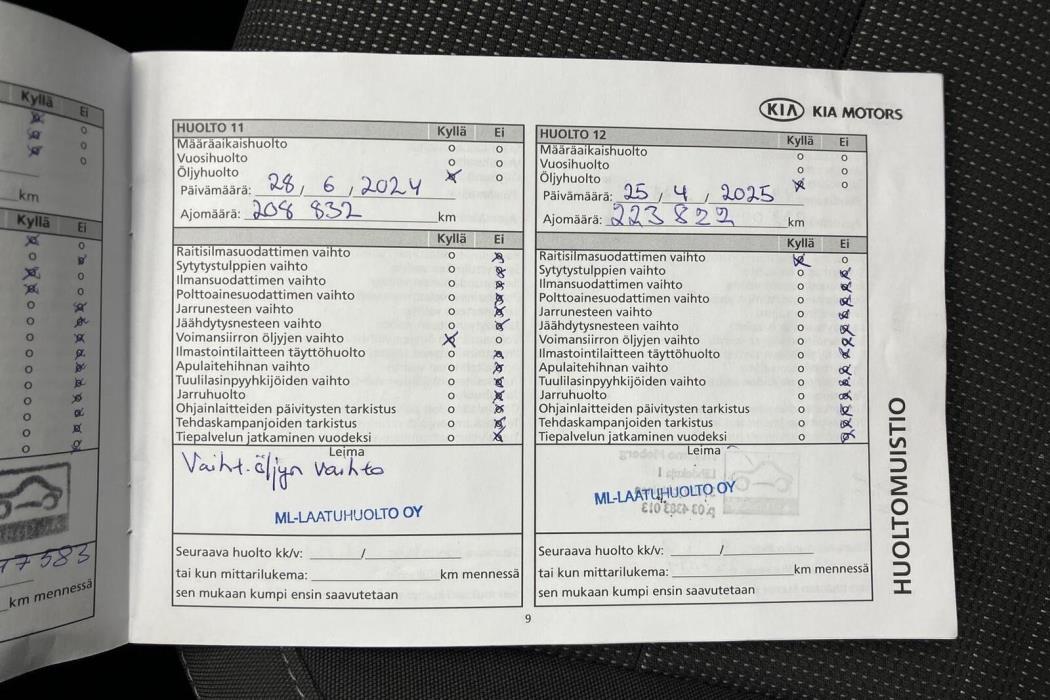 Kyllä Ei
km
Kyllä Ei
77583
km mennessä
KIA KIA MOTORS
HUOLTO 11 Kyllä Ei
Määräaikaishuolto o o
Vuosihuolto o o
Öljyhuolto x o
Päivämäärä: 28 / 6 / 2024
Ajomäärä: 208 832 km
Kyllä Ei
Raitisilmasuodattimen vaihto o x
Sytytystulppien vaihto o x
Ilmansuodattimen vaihto o x
Polttoainesuodattimen vaihto o x
Jarrunesteen vaihto o x
Jäähdytysnesteen vaihto o x
Voimansiirron öljyjen vaihto x o
Ilmastointilaitteen täyttöhuolto o x
Apulaitehihnan vaihto o x
Tuulilasinpyyhkijöiden vaihto o x
Jarruhuolto o x
Ohjainlaitteiden päivitysten tarkistus o x
Tehdaskampanjoiden tarkistus o x
Tiepalvelun jatkaminen vuodeksi o x
Leima
Vaiht.öljyn vaihto
ML-LAATUHUOLTO OY
Seuraava huolto kk/v: /
tai kun mittarilukema: km mennessä
sen mukaan kumpi ensin saavutetaan
HUOLTO 12 Kyllä Ei
Määräaikaishuolto o o
Vuosihuolto o o
Öljyhuolto x o
Päivämäärä: 25 / 4 / 2025
Ajomäärä: 223 822 km
Kyllä Ei
Raitisilmasuodattimen vaihto x o
Sytytystulppien vaihto o x
Ilmansuodattimen vaihto o x
Polttoainesuodattimen vaihto o x
Jarrunesteen vaihto o x
Jäähdytysnesteen vaihto o x
Voimansiirron öljyjen vaihto o x
Ilmastointilaitteen täyttöhuolto o x
Apulaitehihnan vaihto o x
Tuulilasinpyyhkijöiden vaihto o x
Jarruhuolto o x
Ohjainlaitteiden päivitysten tarkistus o x
Tehdaskampanjoiden tarkistus o x
Tiepalvelun jatkaminen vuodeksi o x
Leima
ML-LAATUHUOLTO OY
Seuraava huolto kk/v: /
tai kun mittarilukema: km mennessä
sen mukaan kumpi ensin saavutetaan
HUOLTOMUISTIO
9